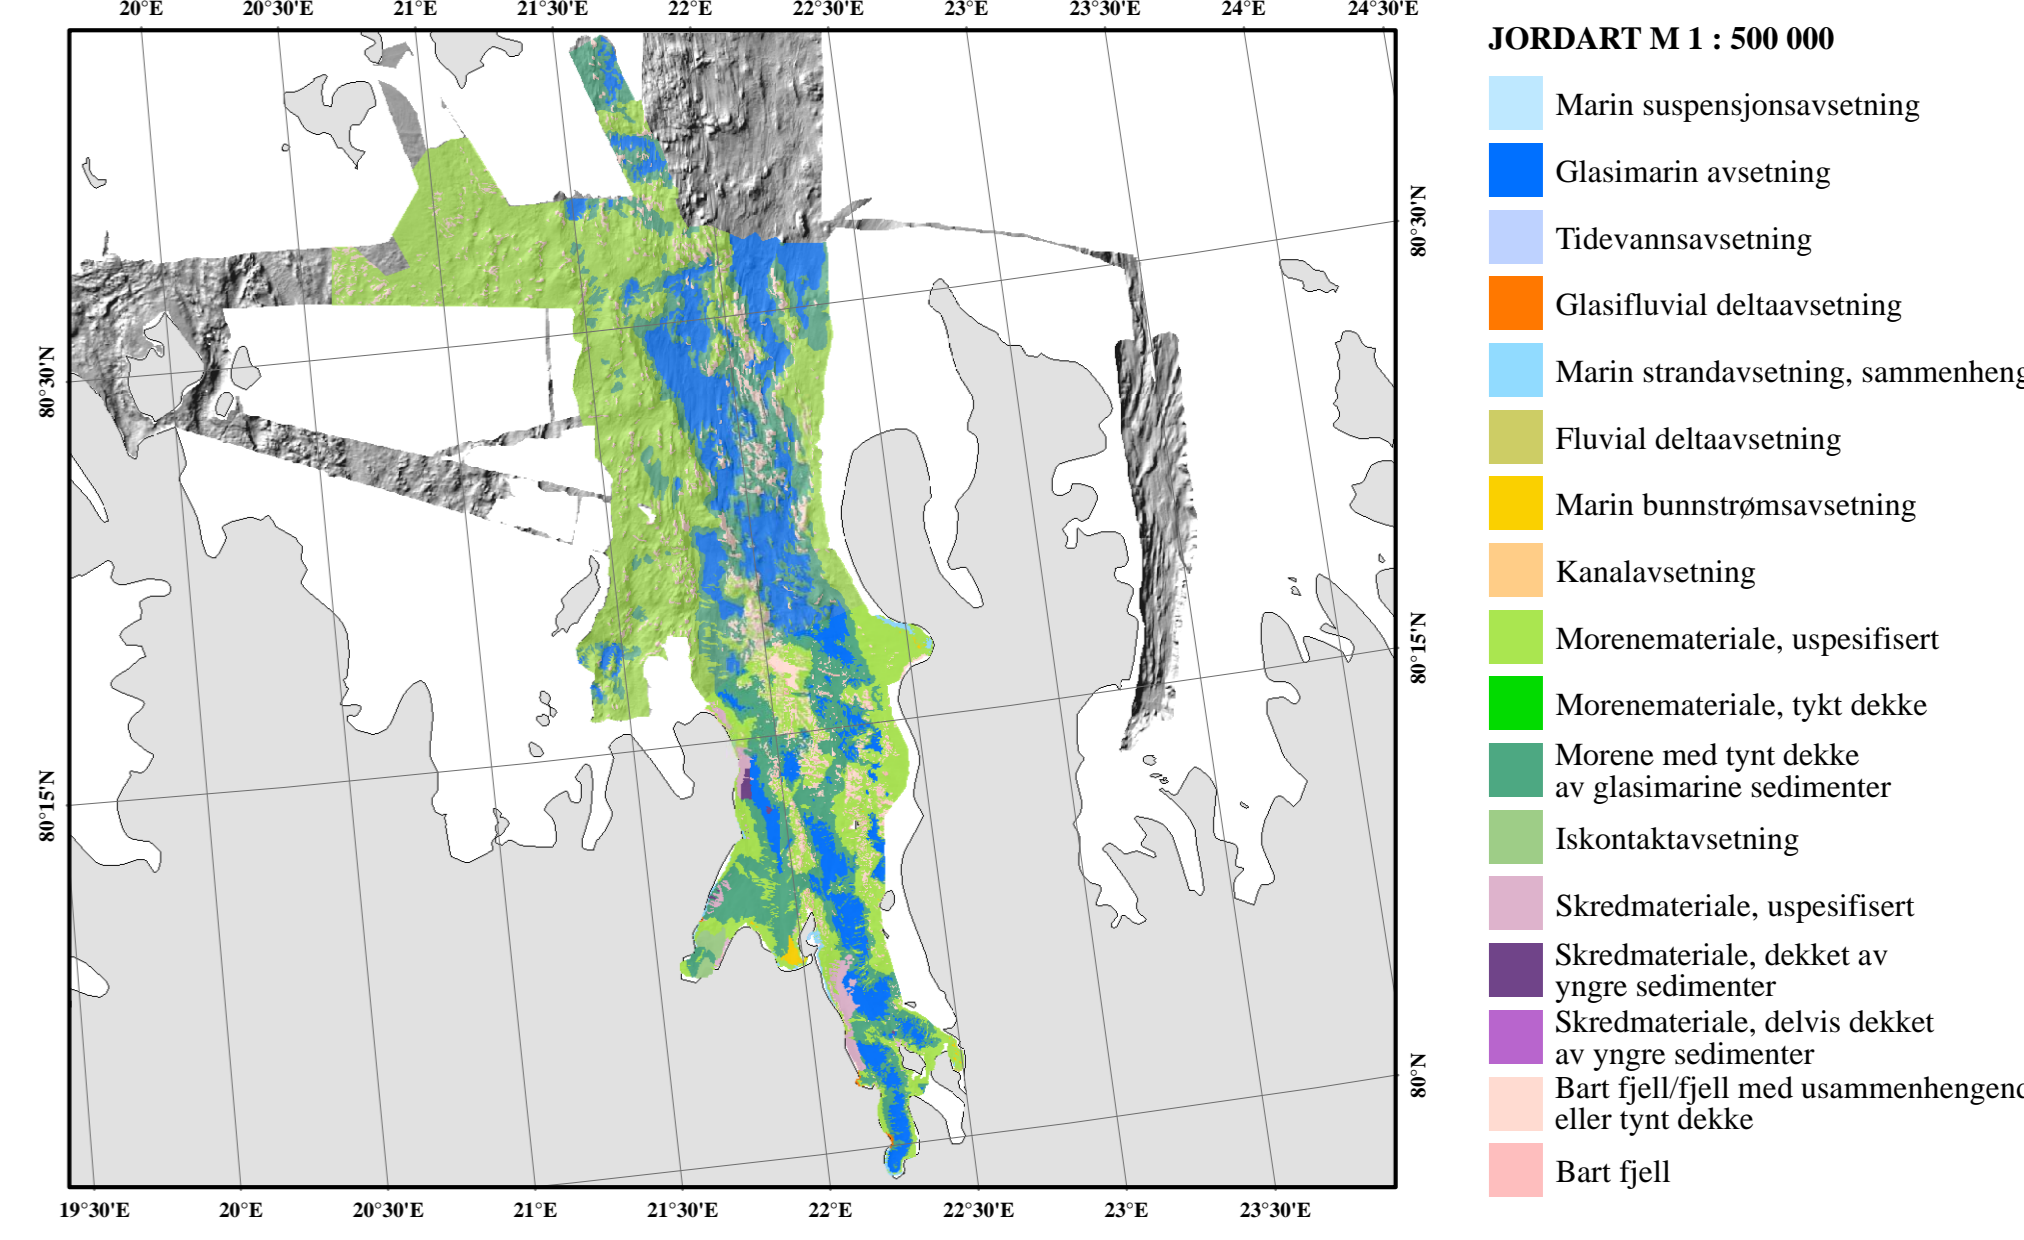 20°E 20°30'E 21°E 21°30'E 22°E 22°30'E 23°E 23°30'E 24°E 24°30'E
JORDART M 1 : 500 000
Marin suspensjonsavsetning
Glasimarin avsetning
Tidevannsavsetning
Glasifluvial deltaavsetning
Marin strandavsetning, sammenheng
Fluvial deltaavsetning
Marin bunnstrømsavsetning
Kanalavsetning
Morenemateriale, uspesifisert
Morenemateriale, tykt dekke
Morene med tynt dekke
av glasimarine sedimenter
Iskontaktavsetning
Skredmateriale, uspesifisert
Skredmateriale, dekket av
yngre sedimenter
Skredmateriale, delvis dekket
av yngre sedimenter
Bart fjell/fjell med usammenhengend
eller tynt dekke
Bart fjell
80°30'N
80°15'N
80°30'N
80°15'N
80°N
19°30'E 20°E 20°30'E 21°E 21°30'E 22°E 22°30'E 23°E 23°30'E